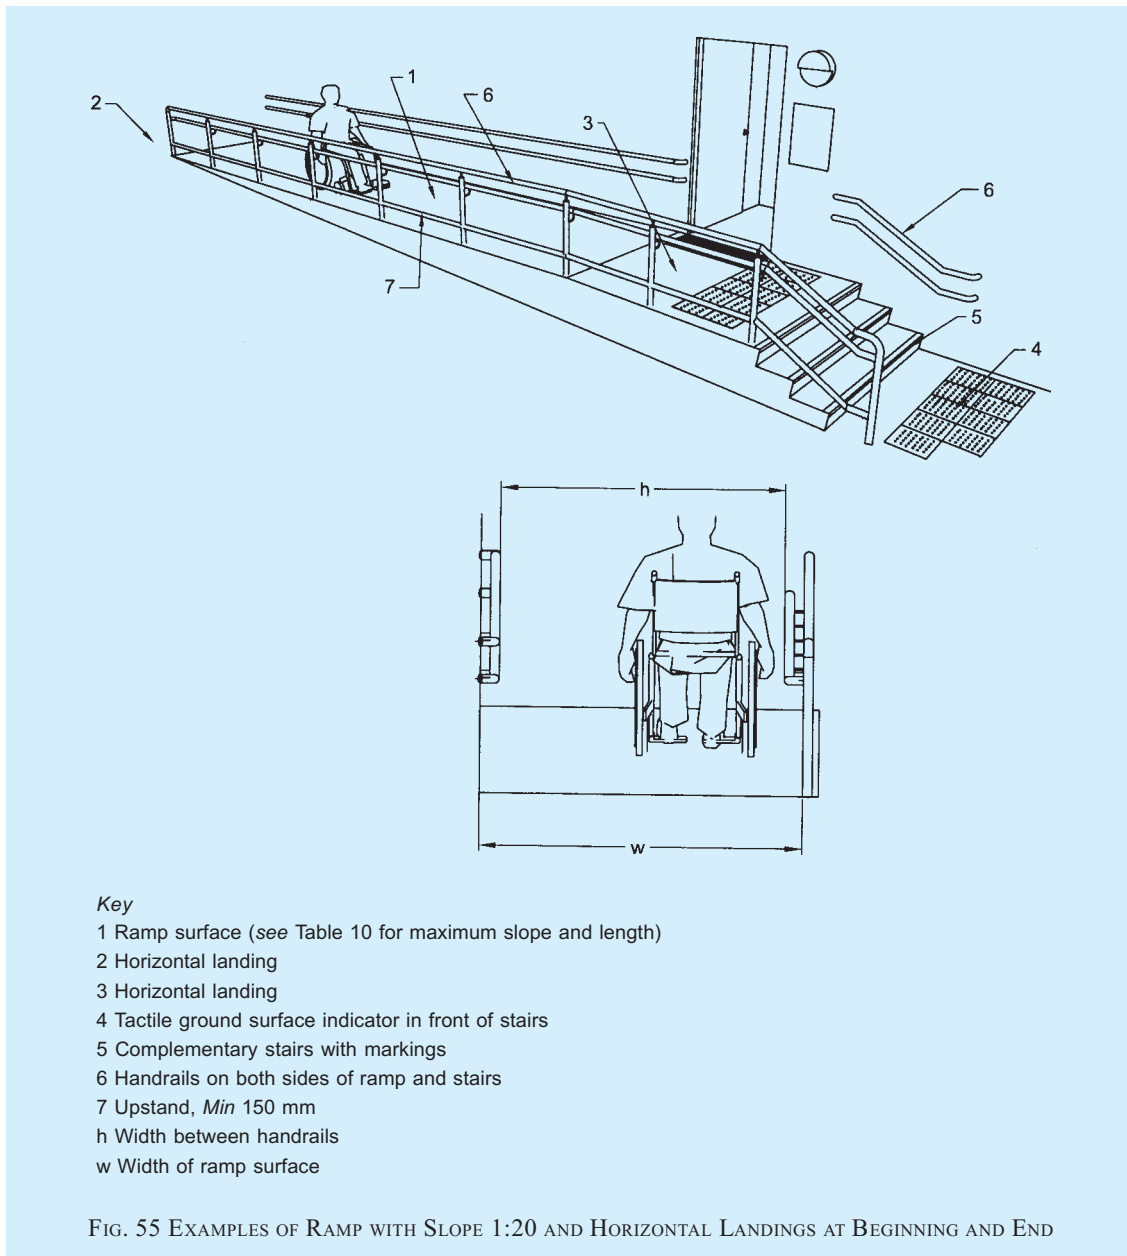 1
2
6
3
6
7
5
4
h
w
Key
1 Ramp surface (see Table 10 for maximum slope and length)
2 Horizontal landing
3 Horizontal landing
4 Tactile ground surface indicator in front of stairs
5 Complementary stairs with markings
6 Handrails on both sides of ramp and stairs
7 Upstand, Min 150 mm
h Width between handrails
w Width of ramp surface
FIG. 55 EXAMPLES OF RAMP WITH SLOPE 1:20 AND HORIZONTAL LANDINGS AT BEGINNING AND END